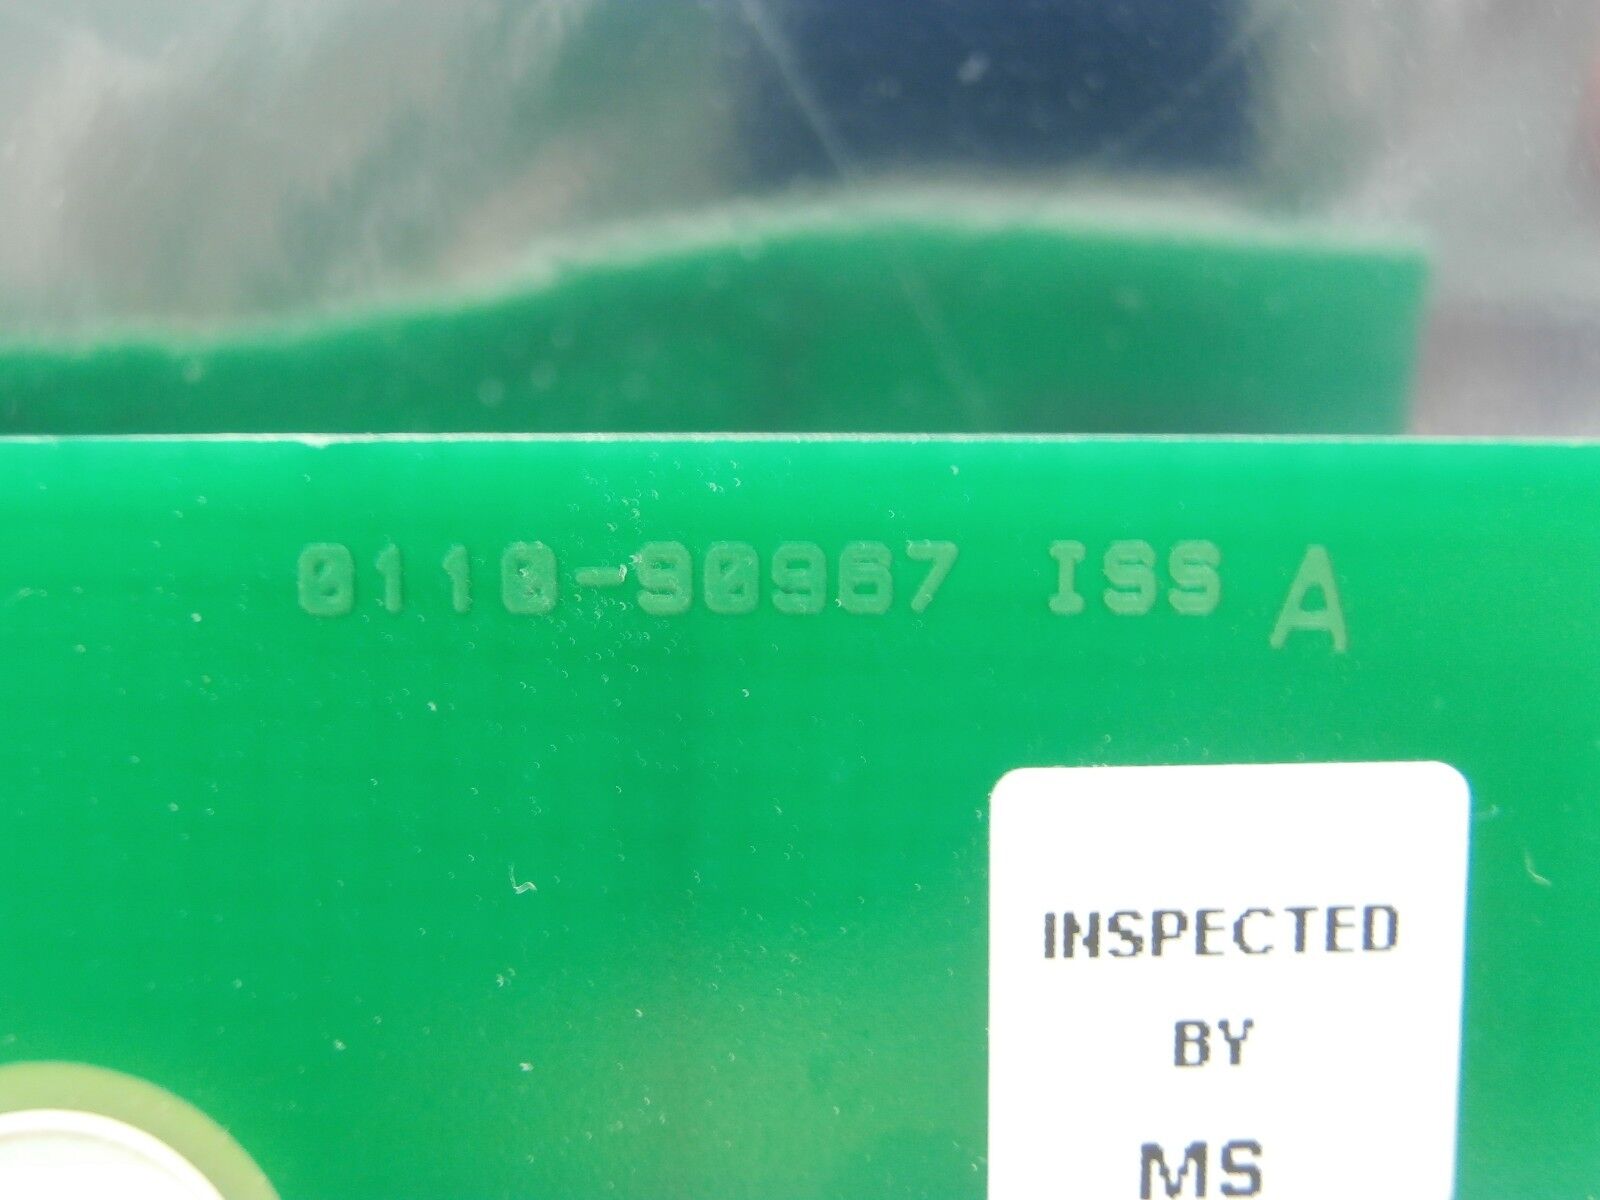 0110-90967 ISS A
INSPECTED
BY
MS